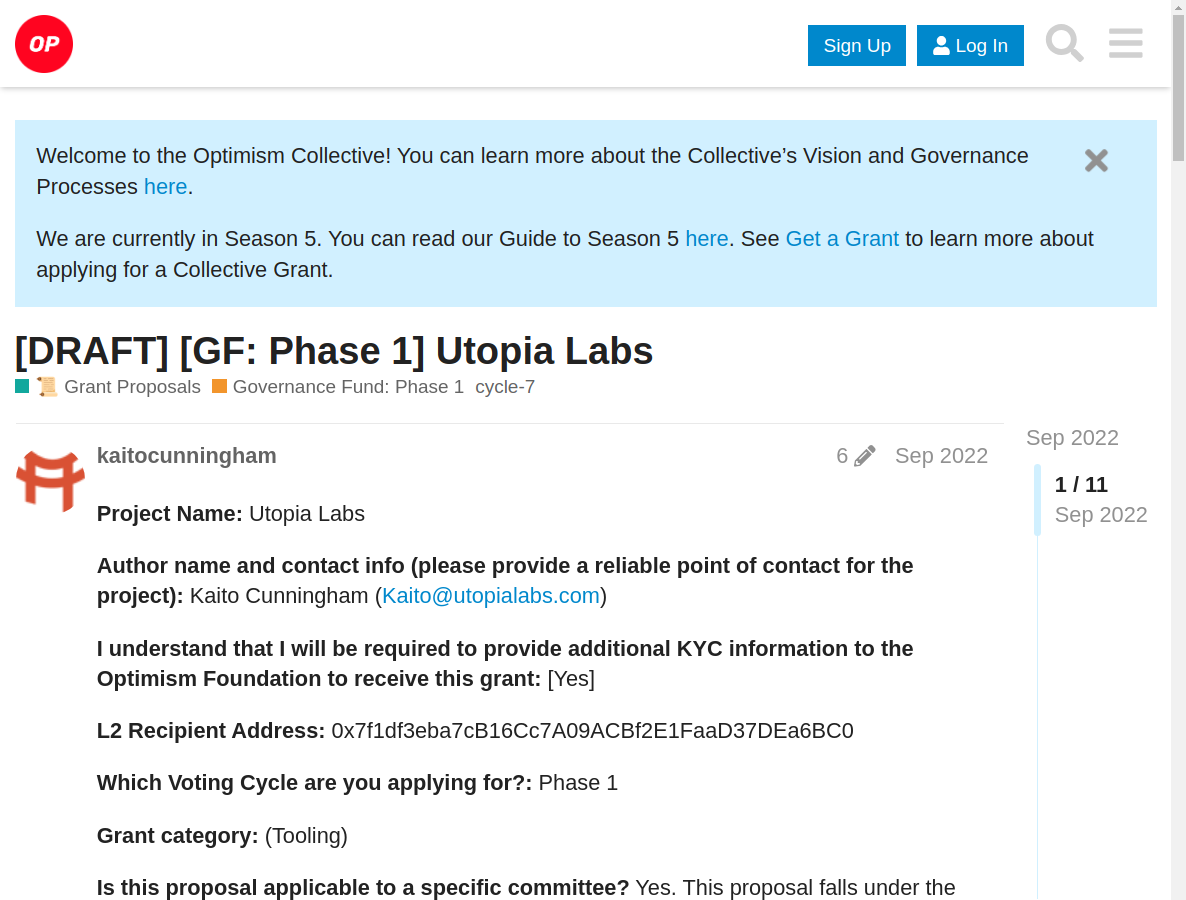 OP
Sign Up
Log In
Welcome to the Optimism Collective! You can learn more about the Collective’s Vision and Governance
Processes here.
We are currently in Season 5. You can read our Guide to Season 5 here. See Get a Grant to learn more about
applying for a Collective Grant.
[DRAFT] [GF: Phase 1] Utopia Labs
📜 Grant Proposals Governance Fund: Phase 1 cycle-7
kaitocunningham 6 Sep 2022
Sep 2022
1 / 11
Sep 2022
Project Name: Utopia Labs
Author name and contact info (please provide a reliable point of contact for the
project): Kaito Cunningham (Kaito@utopialabs.com)
I understand that I will be required to provide additional KYC information to the
Optimism Foundation to receive this grant: [Yes]
L2 Recipient Address: 0x7f1df3eba7cB16Cc7A09ACBf2E1FaaD37DEa6BC0
Which Voting Cycle are you applying for?: Phase 1
Grant category: (Tooling)
Is this proposal applicable to a specific committee? Yes. This proposal falls under the